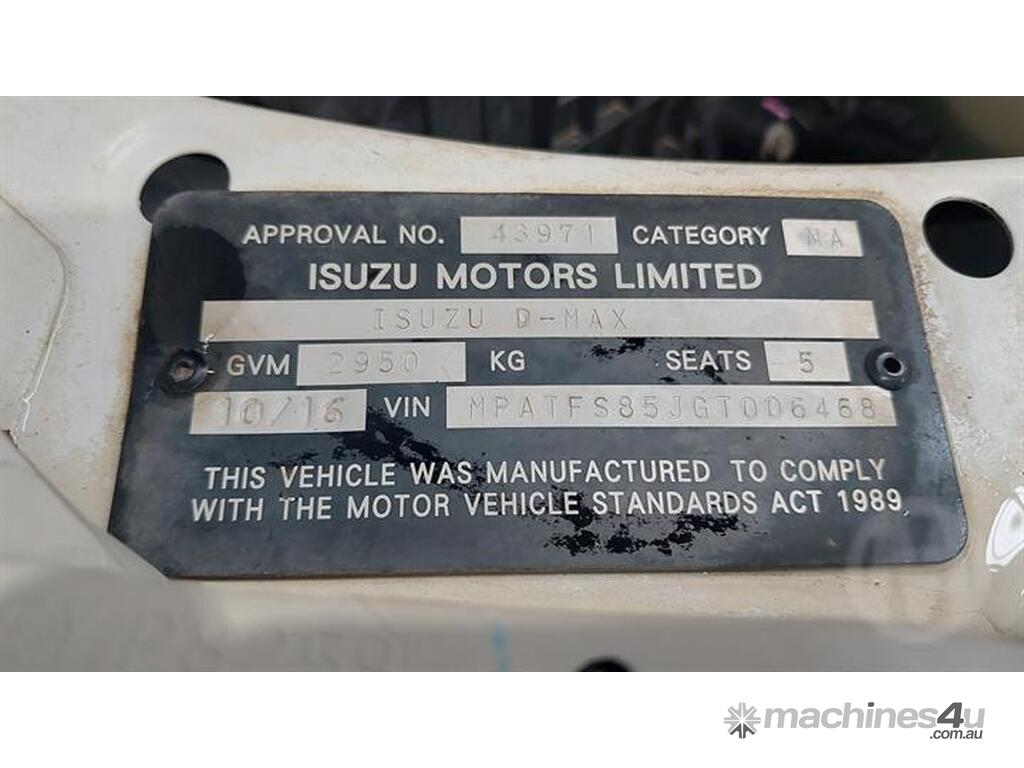 APPROVAL NO. 43971 CATEGORY MA
ISUZU MOTORS LIMITED
ISUZU D-MAX
GVM 2950 KG SEATS 5
10/16 VIN MPATFS85JGT006468
THIS VEHICLE WAS MANUFACTURED TO COMPLY
WITH THE MOTOR VEHICLE STANDARDS ACT 1989.
machines4u
.com.au